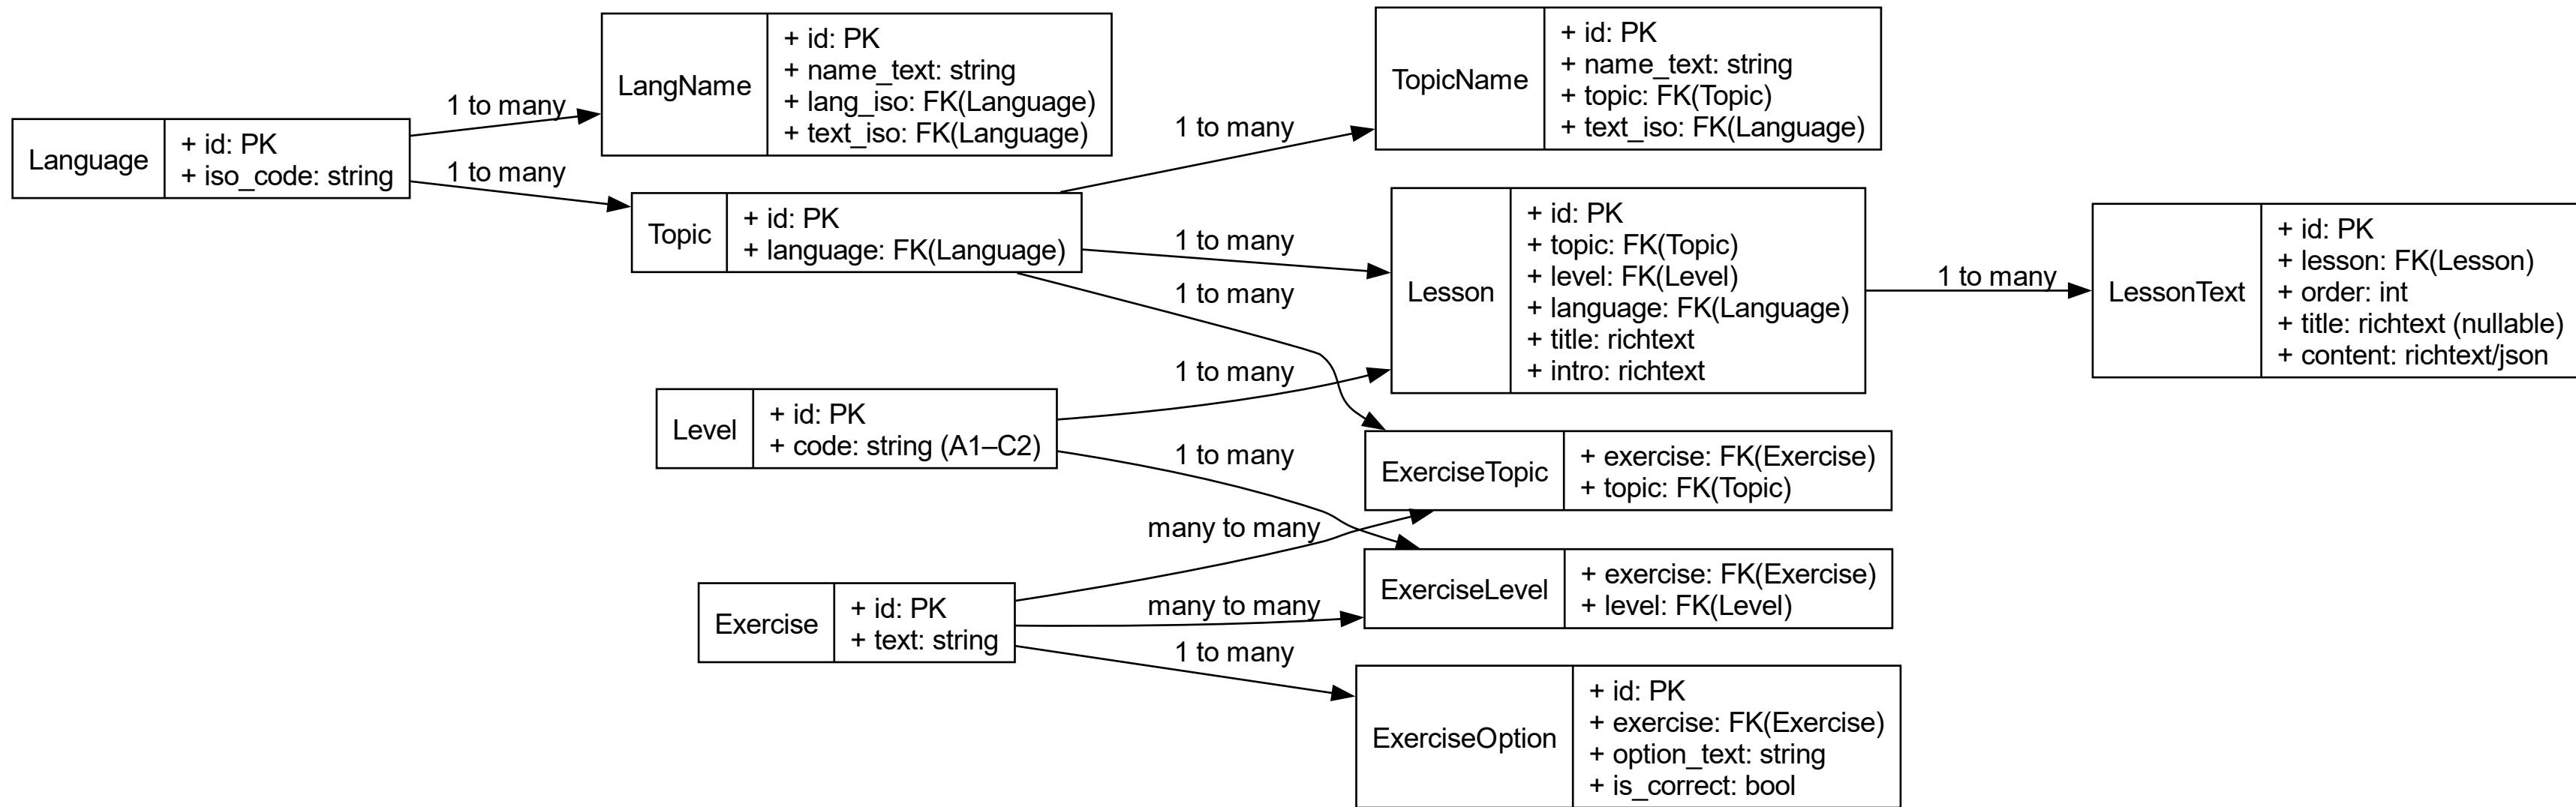 Language
+ id: PK
+ iso_code: string
1 to many
1 to many
LangName
+ id: PK
+ name_text: string
+ lang_iso: FK(Language)
+ text_iso: FK(Language)
Topic
+ id: PK
+ language: FK(Language)
Level
+ id: PK
+ code: string (A1–C2)
Exercise
+ id: PK
+ text: string
1 to many
1 to many
1 to many
1 to many
1 to many
many to many
many to many
1 to many
TopicName
+ id: PK
+ name_text: string
+ topic: FK(Topic)
+ text_iso: FK(Language)
Lesson
+ id: PK
+ topic: FK(Topic)
+ level: FK(Level)
+ language: FK(Language)
+ title: richtext
+ intro: richtext
ExerciseTopic
+ exercise: FK(Exercise)
+ topic: FK(Topic)
ExerciseLevel
+ exercise: FK(Exercise)
+ level: FK(Level)
ExerciseOption
+ id: PK
+ exercise: FK(Exercise)
+ option_text: string
+ is_correct: bool
1 to many
LessonText
+ id: PK
+ lesson: FK(Lesson)
+ order: int
+ title: richtext (nullable)
+ content: richtext/json